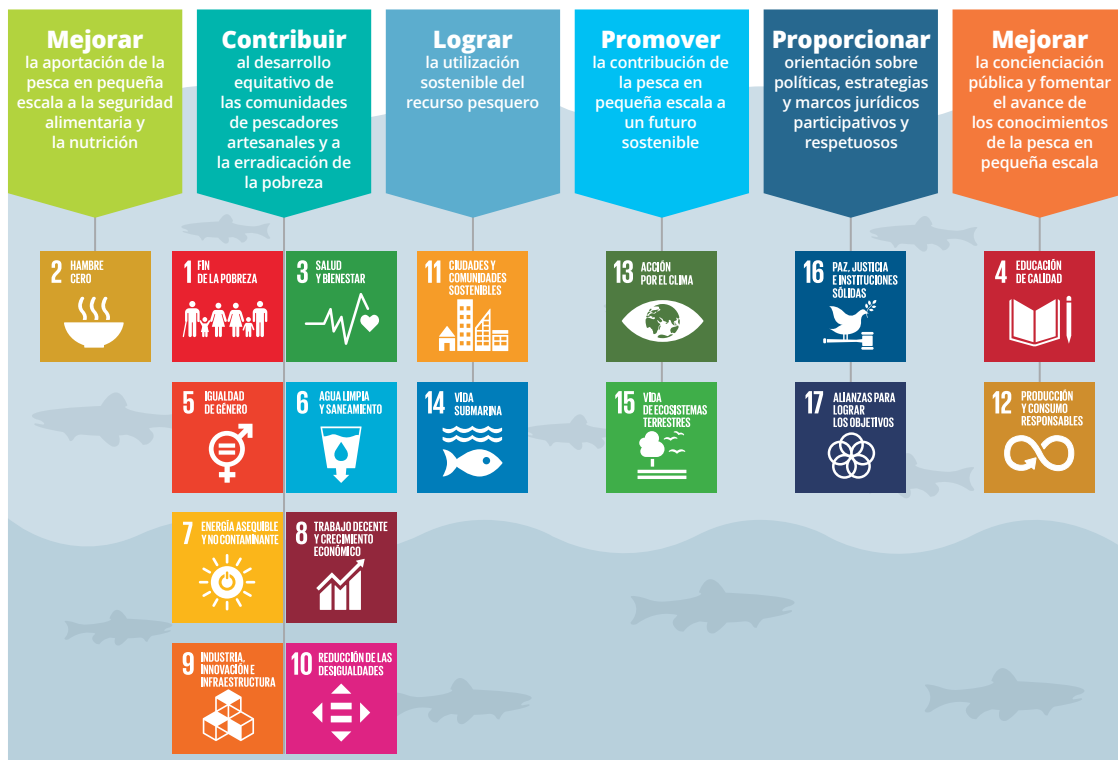 Mejorar
la aportación de la
pesca en pequeña
escala a la seguridad
alimentaria y
la nutrición
Contribuir
al desarrollo
equitativo de
las comunidades
de pescadores
artesanales y a
la erradicación de
la pobreza
Lograr
la utilización
sostenible del
recurso pesquero
Promover
la contribución de
la pesca en
pequeña escala a
un futuro
sostenible
Proporcionar
orientación sobre
políticas, estrategias
y marcos jurídicos
participativos y
respetuosos
Mejorar
la concienciación
pública y fomentar
el avance de
los conocimientos
de la pesca en
pequeña escala
2 HAMBRE
CERO
1 FIN
DE LA POBREZA
3 SALUD
Y BIENESTAR
5 IGUALDAD
DE GÉNERO
6 AGUA LIMPIA
Y SANEAMIENTO
7 ENERGÍA ASEQUIBLE
Y NO CONTAMINANTE
8 TRABAJO DECENTE
Y CRECIMIENTO
ECONÓMICO
9 INDUSTRIA,
INNOVACIÓN E
INFRAESTRUCTURA
10 REDUCCIÓN DE LAS
DESIGUALDADES
11 CIUDADES Y
COMUNIDADES
SOSTENIBLES
14 VIDA
SUBMARINA
13 ACCIÓN
POR EL CLIMA
15 VIDA
DE ECOSISTEMAS
TERRESTRES
16 PAZ, JUSTICIA
E INSTITUCIONES
SÓLIDAS
17 ALIANZAS PARA
LOGRAR
LOS OBJETIVOS
4 EDUCACIÓN
DE CALIDAD
12 PRODUCCIÓN
Y CONSUMO
RESPONSABLES